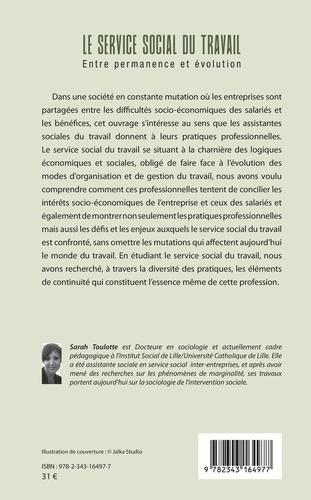 LE SERVICE SOCIAL DU TRAVAIL
Entre permanence et évolution
Dans une société en constante mutation où les entreprises sont
partagées entre les difficultés socio-économiques des salariés et
les bénéfices, cet ouvrage s'intéresse au sens que les assistantes
sociales du travail donnent à leurs pratiques professionnelles.
Le service social du travail se situant à la charnière des logiques
économiques et sociales, obligé de faire face à l'évolution des
modes d'organisation et de gestion du travail, nous avons voulu
comprendre comment ces professionnelles tentent de concilier les
intérêts socio-économiques de l'entreprise et ceux des salariés et
également de montrer non seulement les pratiques professionnelles
mais aussi les défis et les enjeux auxquels le service social du travail
est confronté, sans omettre les mutations qui affectent aujourd'hui
le monde du travail. En étudiant le service social du travail, nous
avons recherché, à travers la diversité des pratiques, les éléments
de continuité qui constituent l'essence même de cette profession.
Sarah Toulotte est Docteure en sociologie et actuellement cadre
pédagogique à l'Institut Social de Lille/Université Catholique de Lille. Elle
a été assistante sociale en service social inter-entreprises, et après avoir
mené des recherches sur les phénomènes de marginalité, ses travaux
portent aujourd'hui sur la sociologie de l'intervention sociale.
Illustration de couverture : © Jalka Studio
ISBN : 978-2-343-16497-7
31 €
9 782343 164977